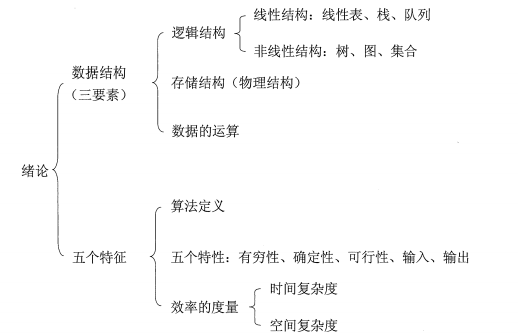 绪论
数据结构
（三要素）
逻辑结构
线性结构：线性表、栈、队列
非线性结构：树、图、集合
存储结构（物理结构）
数据的运算
五个特征
算法定义
五个特性：有穷性、确定性、可行性、输入、输出
效率的度量
时间复杂度
空间复杂度